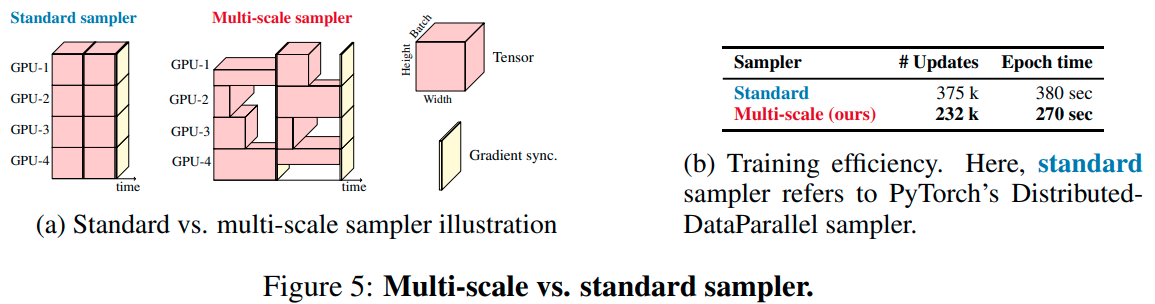 Standard sampler
Multi-scale sampler
GPU-1
GPU-2
GPU-3
GPU-4
time
GPU-1
GPU-2
GPU-3
GPU-4
time
Batch
Height
Width
Tensor
Gradient sync.
(a) Standard vs. multi-scale sampler illustration
Sampler # Updates Epoch time
Standard 375 k 380 sec
Multi-scale (ours) 232 k 270 sec
(b) Training efficiency. Here, standard
sampler refers to PyTorch's Distributed-
DataParallel sampler.
Figure 5: Multi-scale vs. standard sampler.